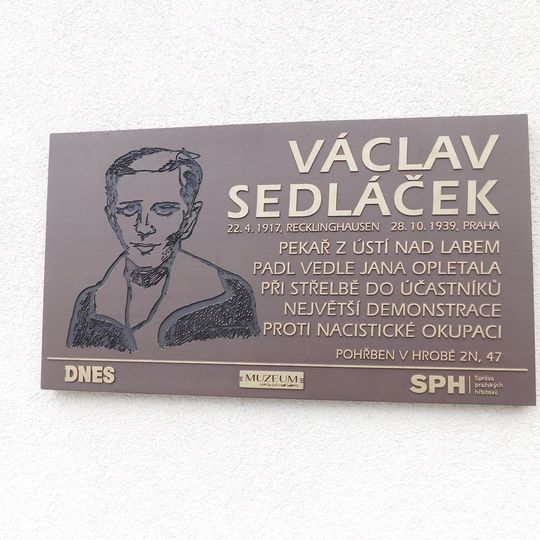 VÁCLAV
SEDLÁČEK
22. 4. 1917, RECKLINGHAUSEN 28. 10. 1939, PRAHA
PEKAŘ Z ÚSTÍ NAD LABEM
PADL VEDLE JANA OPLETALA
PŘI STŘELBĚ DO ÚČASTNÍKŮ
NEJVĚTŠÍ DEMONSTRACE
PROTI NACISTICKÉ OKUPACI
POHŘBEN V HROBĚ 2N, 47
DNES
MUZEUM
SPH
Správa
pražských
hřbitovů